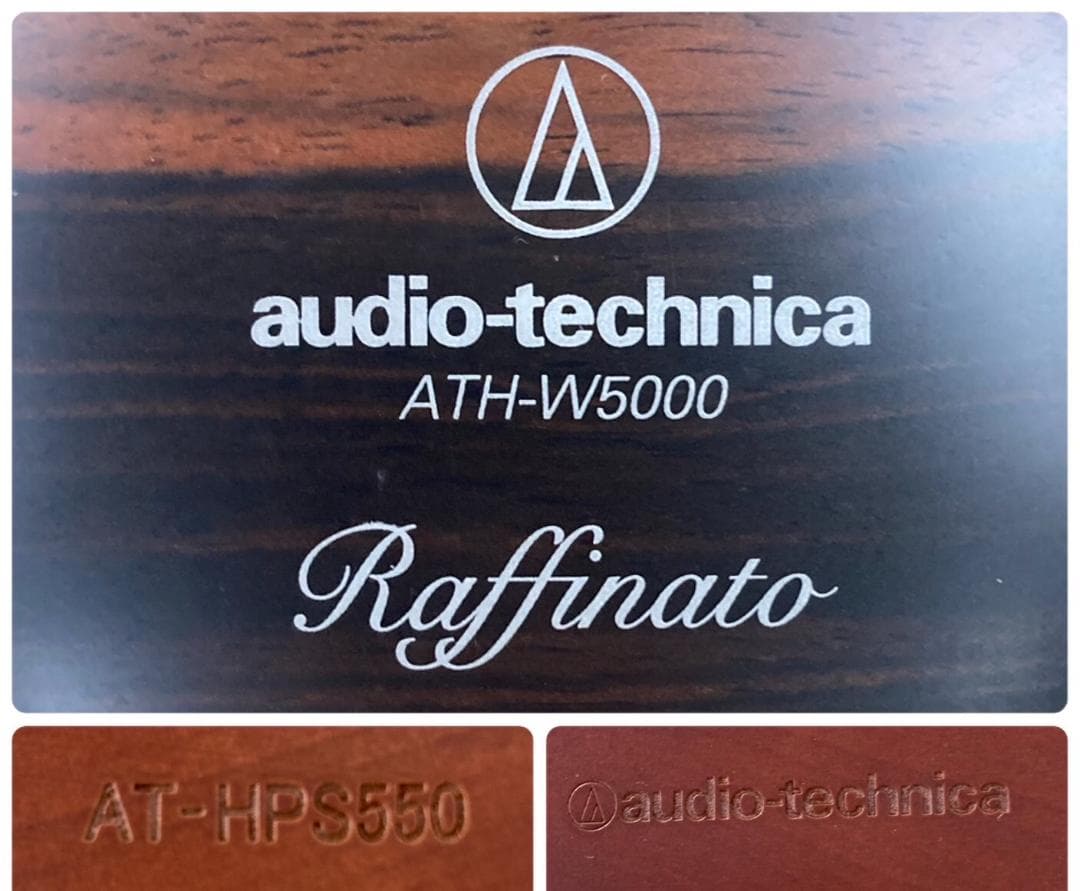 audio-technica
ATH-W5000
Raffinato
AT-HPS550
audio-technica